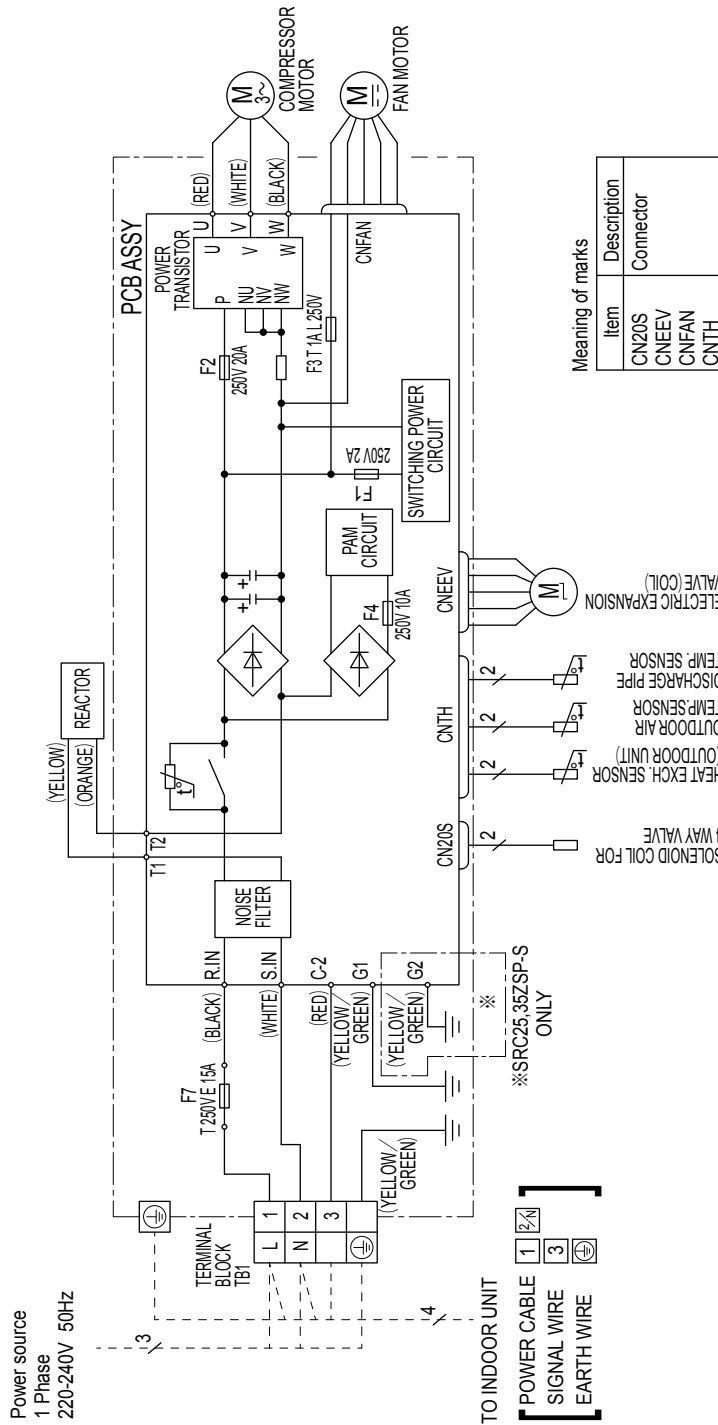 Power source
1 Phase
220-240V 50Hz
3
TERMINAL
BLOCK
TB1
L
1
N
2
3
4
TO INDOOR UNIT
POWER CABLE
1
2/N
SIGNAL WIRE
3
EARTH WIRE
(YELLOW/
GREEN)
F7
T 250V E 15A
(BLACK)
R.IN
(WHITE)
S.IN
(RED)
C-2
(YELLOW/
GREEN)
G1
(YELLOW/
GREEN)
G2
※
※SRC25,35ZSP-S
ONLY
NOISE
FILTER
T1
T2
(YELLOW)
(ORANGE)
REACTOR
t°
+
+
F4
250V 10A
PAM
CIRCUIT
F1
250V 2A
SWITCHING POWER
CIRCUIT
PCB ASSY
F2
250V 20A
F3 T 1A L 250V
POWER
TRANSISTOR
P
NU
NV
NW
U
V
W
U
V
W
(RED)
(WHITE)
(BLACK)
M
3~
COMPRESSOR
MOTOR
CNFAN
M
FAN MOTOR
CN20S
2
SOLENOID COIL FOR
WAY VALVE
CNTH
2
t°
HEAT EXCH. SENSOR
(OUTDOOR UNIT)
2
t°
OUTDOOR AIR
TEMP.SENSOR
2
t°
DISCHARGE PIPE
TEMP. SENSOR
CNEEV
M
ELECTRIC EXPANSION
VALVE (COIL)
Meaning of marks
Item
Description
CN20S
Connector
CNEEV
CNFAN
CNTH